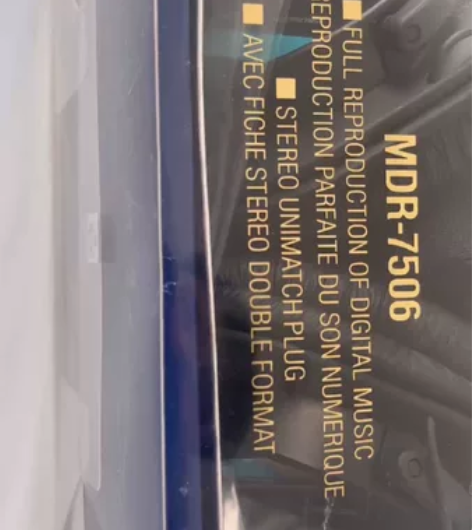 MDR-7506
■ FULL REPRODUCTION OF DIGITAL MUSIC
REPRODUCTION PARFAITE DU SON NUMERIQUE
■ STEREO UNIMATCH PLUG
■ AVEC FICHE STEREO DOUBLE FORMAT